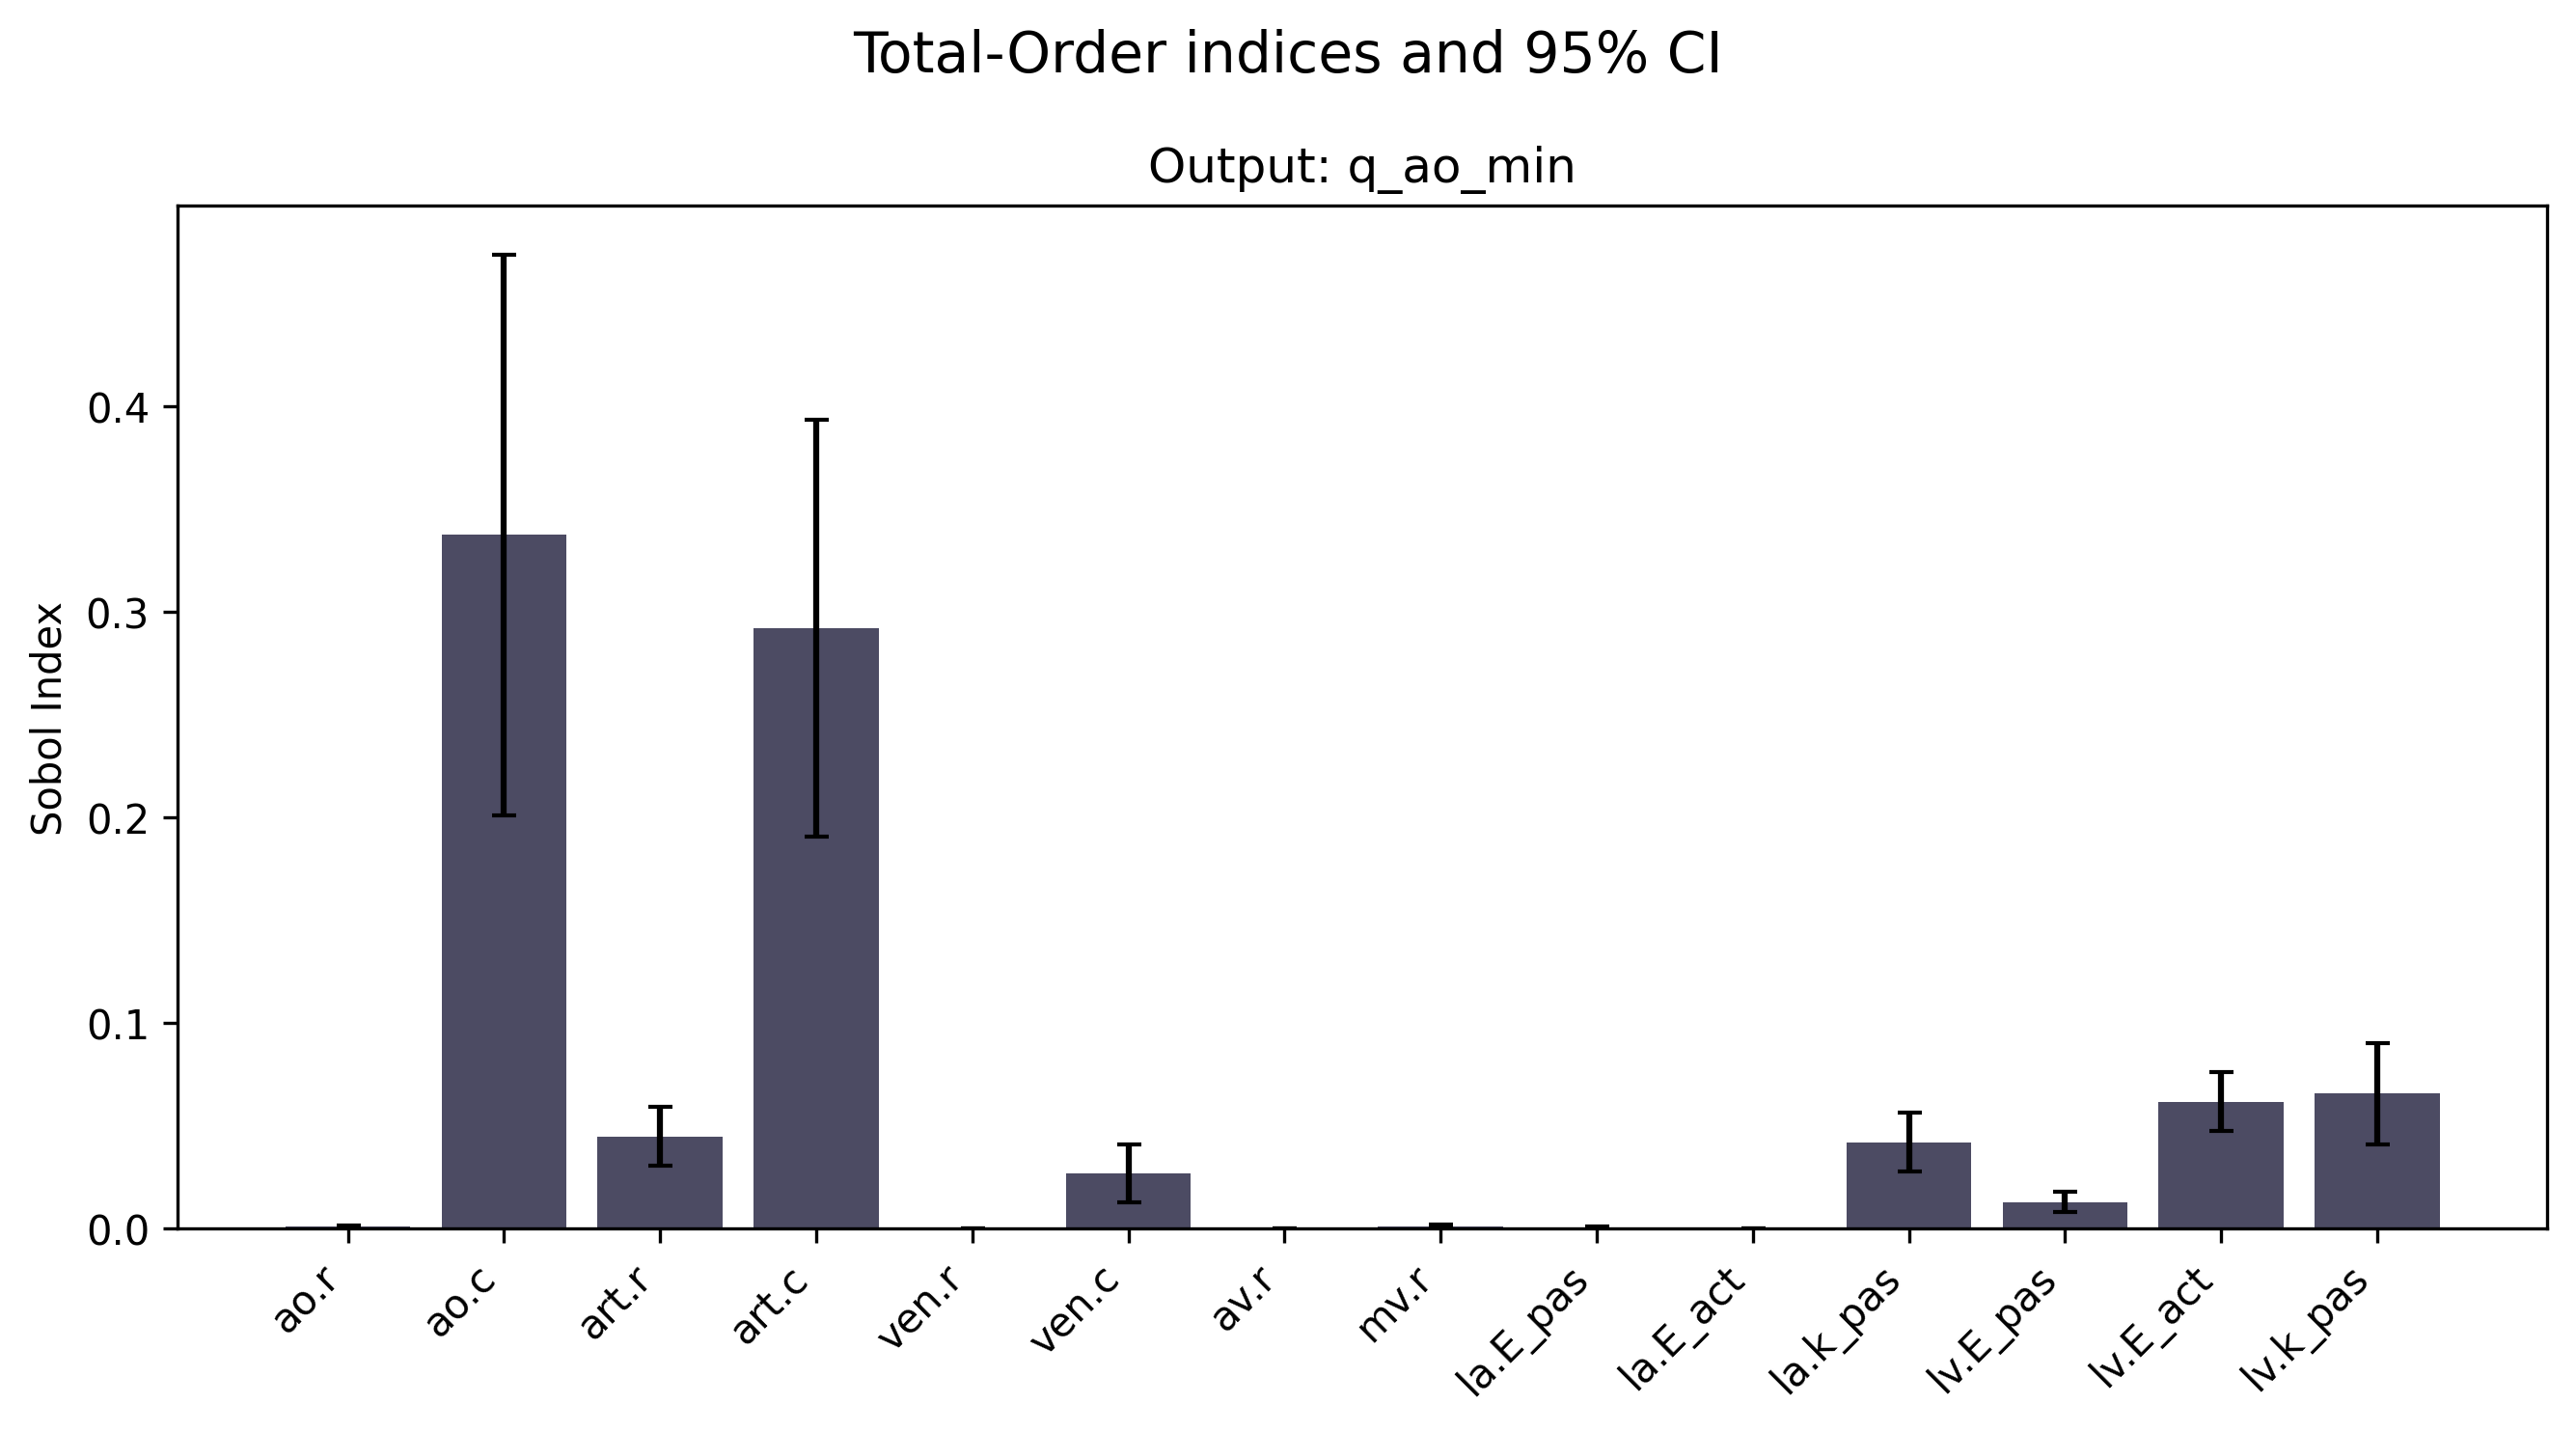 Total-Order indices and 95% CI
Output: q_ao_min
Sobol Index
0.4
0.3
0.2
0.1
0.0
ao.r
ao.c
art.r
art.c
ven.r
ven.c
av.r
mv.r
la.E_pas
la.E_act
la.k_pas
lv.E_pas
lv.E_act
lv.k_pas